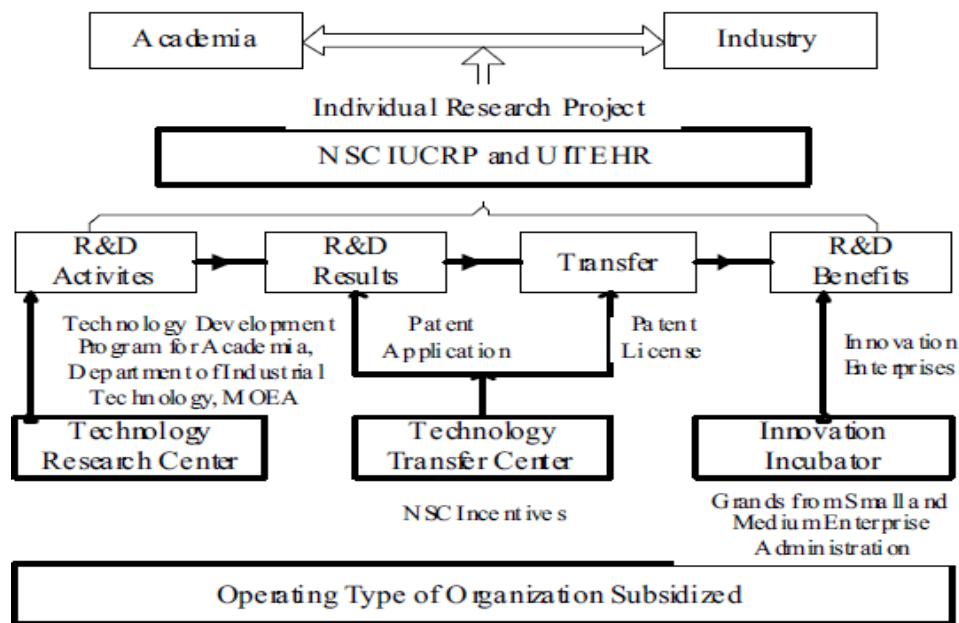 Academia
Industry
Individual Research Project
NSC IUCRP and UITEHR
R&D
Activites
R&D
Results
Transfer
R&D
Benefits
Technology Development
Program for Academia,
Department of Industrial
Technology, MOEA
Patent
Application
Patent
License
Innovation
Enterprises
Technology
Research Center
Technology
Transfer Center
Innovation
Incubator
NSC Incentives
Grands from Small and
Medium Enterprise
Administration
Operating Type of Organization Subsidized